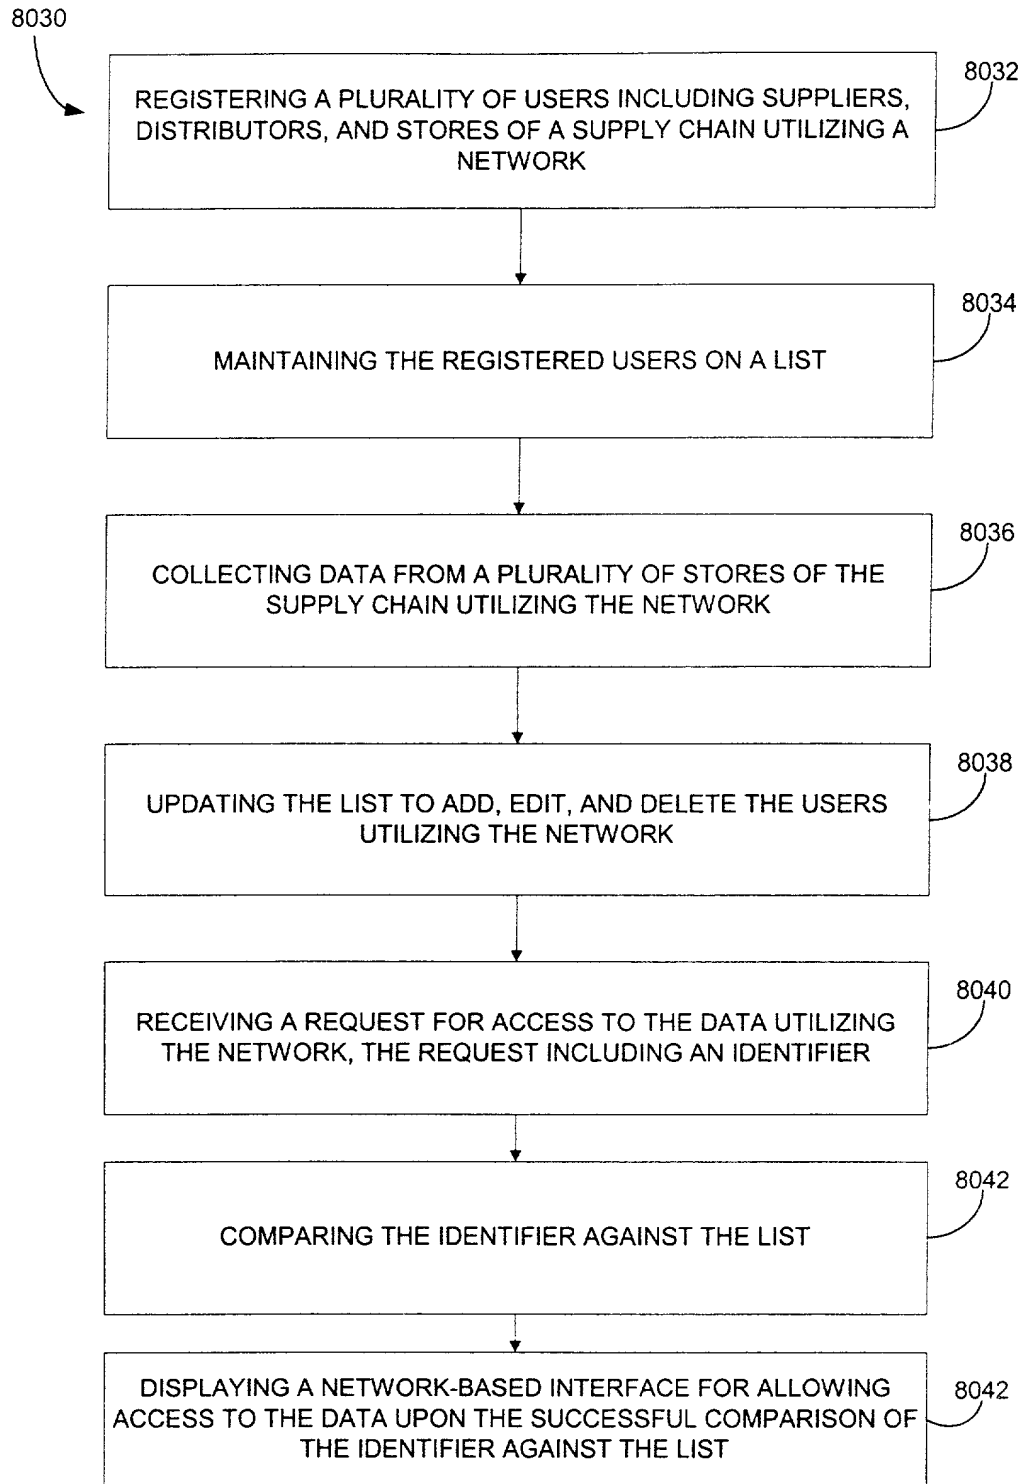 8030
8032
REGISTERING A PLURALITY OF USERS INCLUDING SUPPLIERS,
DISTRIBUTORS, AND STORES OF A SUPPLY CHAIN UTILIZING A
NETWORK
8034
MAINTAINING THE REGISTERED USERS ON A LIST
8036
COLLECTING DATA FROM A PLURALITY OF STORES OF THE
SUPPLY CHAIN UTILIZING THE NETWORK
8038
UPDATING THE LIST TO ADD, EDIT, AND DELETE THE USERS
UTILIZING THE NETWORK
8040
RECEIVING A REQUEST FOR ACCESS TO THE DATA UTILIZING
THE NETWORK, THE REQUEST INCLUDING AN IDENTIFIER
8042
COMPARING THE IDENTIFIER AGAINST THE LIST
8042
DISPLAYING A NETWORK-BASED INTERFACE FOR ALLOWING
ACCESS TO THE DATA UPON THE SUCCESSFUL COMPARISON OF
THE IDENTIFIER AGAINST THE LIST